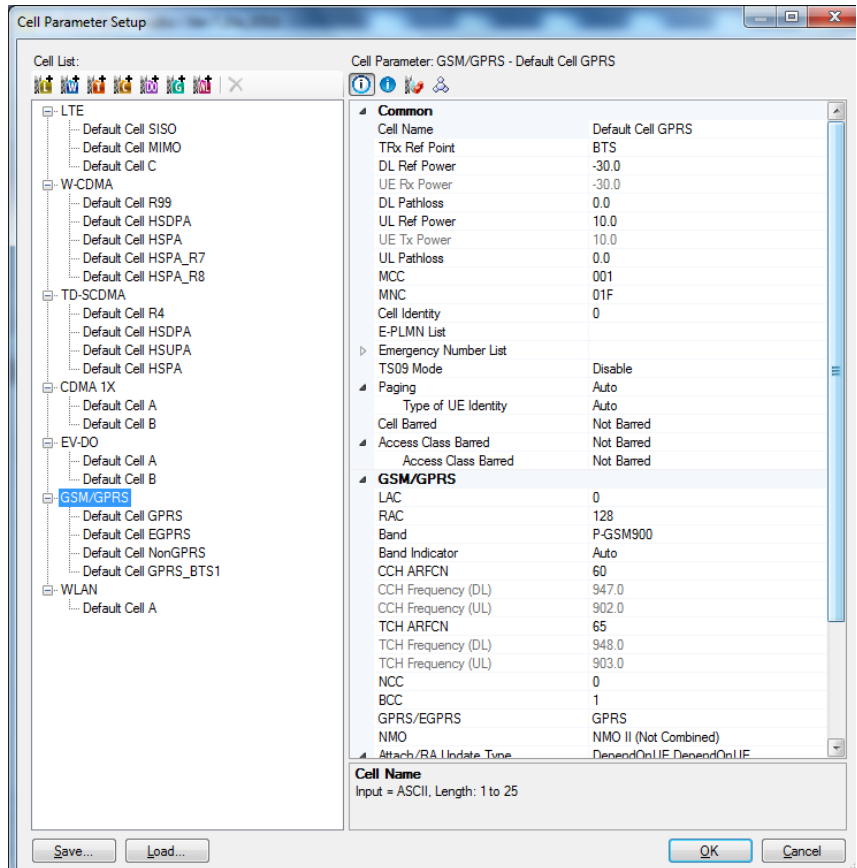 Cell Parameter Setup
Cell List:
LTE
Default Cell SISO
Default Cell MIMO
Default Cell C
W-CDMA
Default Cell R99
Default Cell HSDPA
Default Cell HSPA
Default Cell HSPA_R7
Default Cell HSPA_R8
TD-SCDMA
Default Cell R4
Default Cell HSDPA
Default Cell HSUPA
Default Cell HSPA
CDMA 1X
Default Cell A
Default Cell B
EV-DO
Default Cell A
Default Cell B
GSM/GPRS
Default Cell GPRS
Default Cell EGPRS
Default Cell NonGPRS
Default Cell GPRS_BTS1
WLAN
Default Cell A
Cell Parameter: GSM/GPRS - Default Cell GPRS
Common
Cell Name Default Cell GPRS
TRx Ref Point BTS
DL Ref Power -30.0
UE Rx Power -30.0
DL Pathloss 0.0
UL Ref Power 10.0
UE Tx Power 10.0
UL Pathloss 0.0
MCC 001
MNC 01F
Cell Identity 0
E-PLMN List
Emergency Number List
TS09 Mode Disable
Paging Auto
Type of UE Identity Auto
Cell Barred Not Barred
Access Class Barred Not Barred
Access Class Barred Not Barred
GSM/GPRS
LAC 0
RAC 128
Band P-GSM900
Band Indicator Auto
CCH ARFCN 60
CCH Frequency (DL) 947.0
CCH Frequency (UL) 902.0
TCH ARFCN 65
TCH Frequency (DL) 948.0
TCH Frequency (UL) 903.0
NCC 0
BCC 1
GPRS/EGPRS GPRS
NMO NMO II (Not Combined)
Attach/RA Update Type DependOnUE DependOnUE
Cell Name
Input = ASCII, Length: 1 to 25
Save... Load... OK Cancel